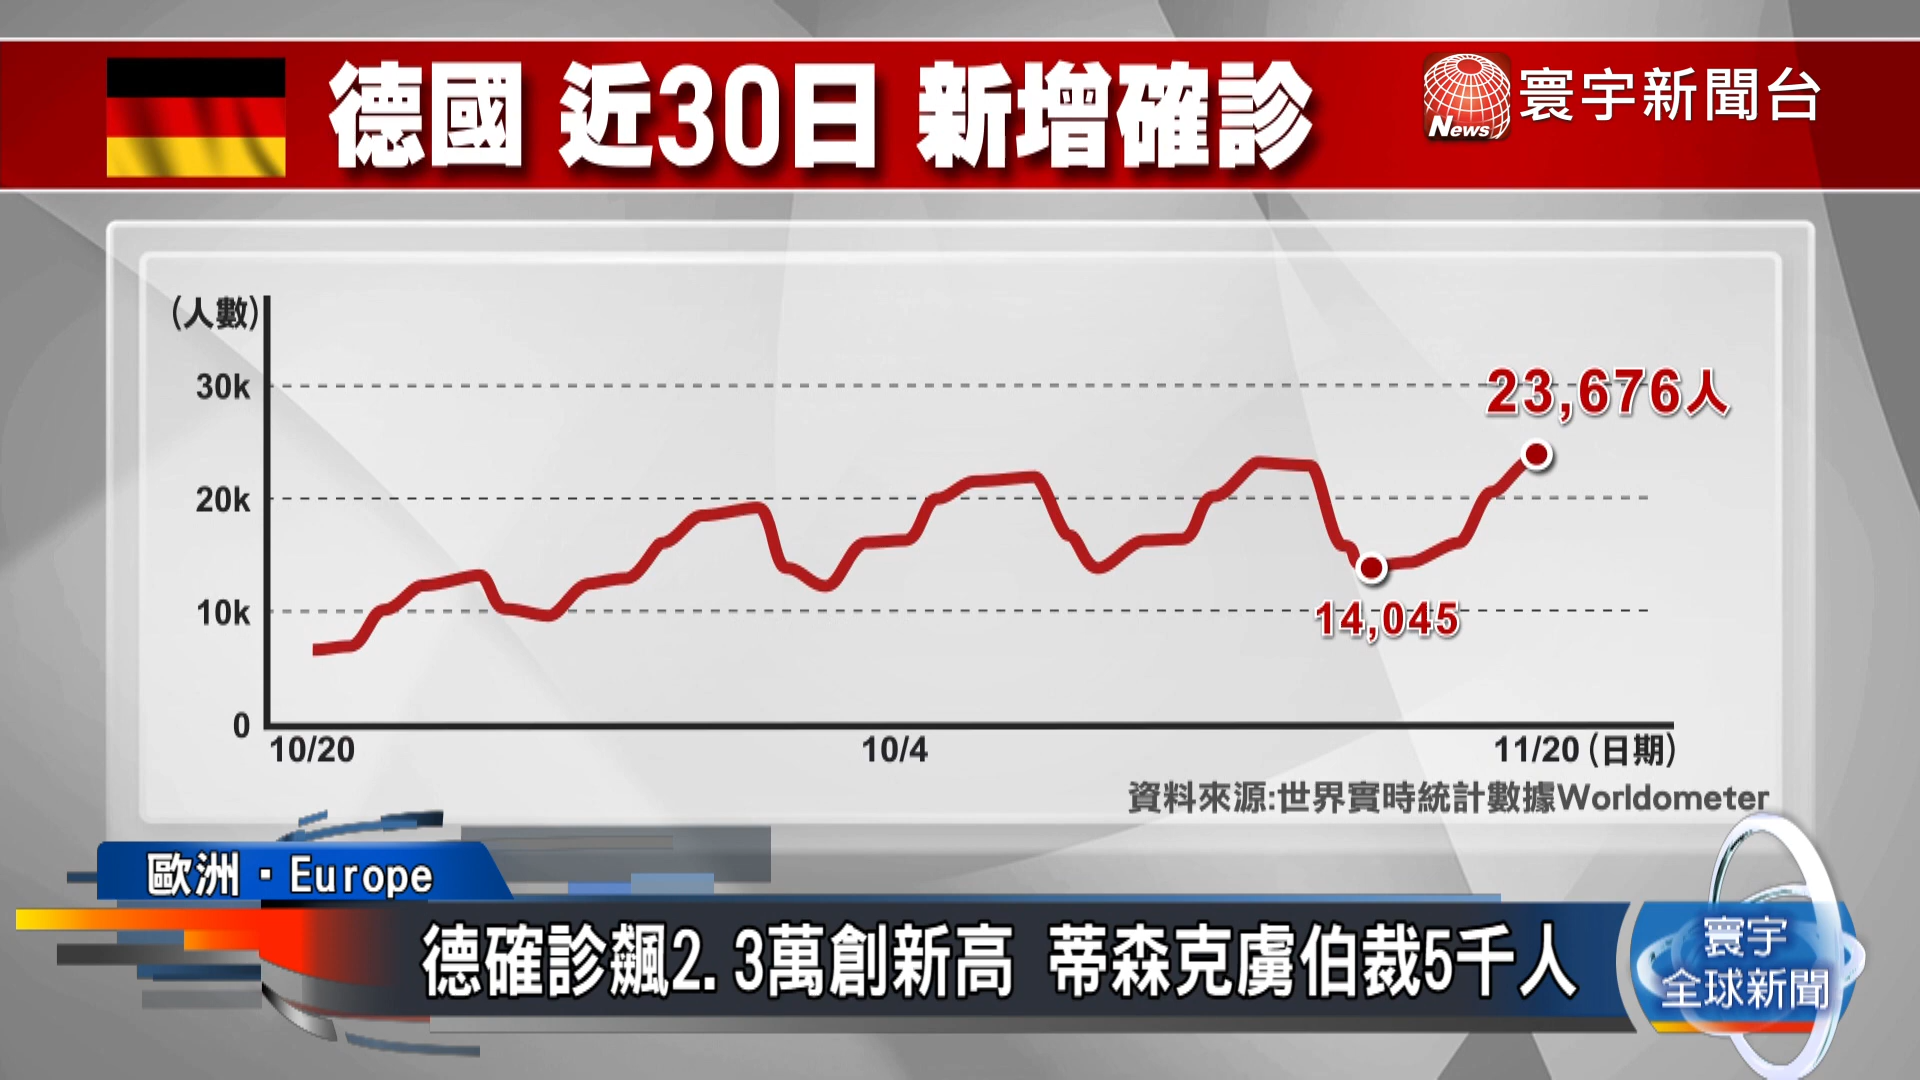 德國 近30日 新增確診
News 寰宇新聞台
(人數)
30k
23,676人
20k
10k
14,045
0
10/20 10/4 11/20 (日期)
資料來源:世界實時統計數據Worldometer
歐洲·Europe
德確診飆2.3萬創新高 蒂森克虜伯裁5千人
寰宇
全球新聞